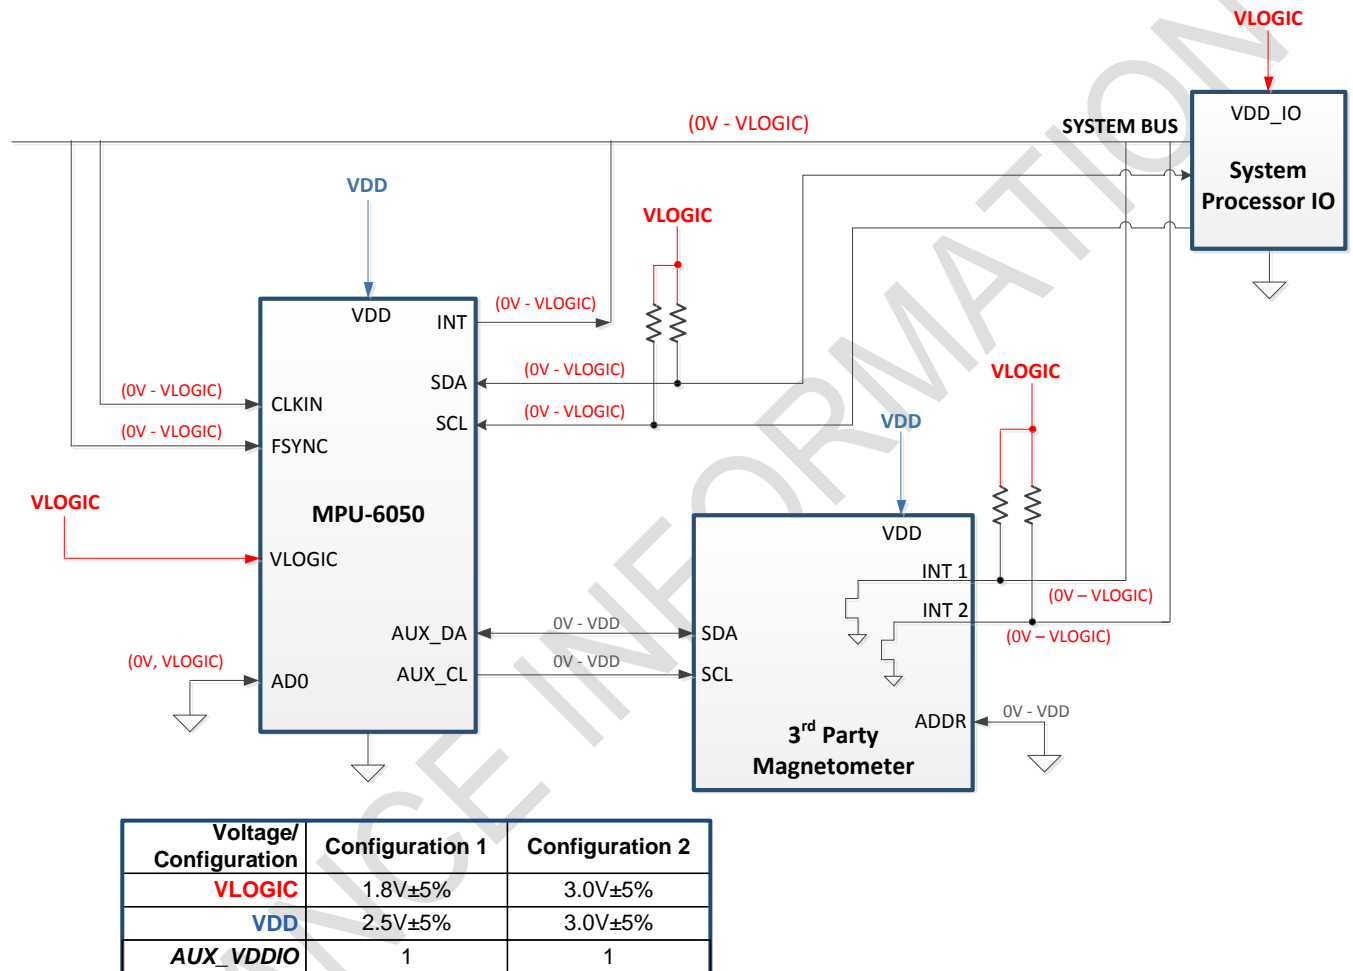 VLOGIC
(0V - VLOGIC)
SYSTEM BUS
VDD_IO
System
Processor IO
VDD
VLOGIC
VDD
INT
(0V - VLOGIC)
SDA
(0V - VLOGIC)
SCL
(0V - VLOGIC)
(0V - VLOGIC)
CLKIN
(0V - VLOGIC)
FSYNC
VLOGIC
MPU-6050
VLOGIC
AUX_DA
0V - VDD
AUX_CL
0V - VDD
(0V, VLOGIC)
AD0
VLOGIC
VDD
VDD
INT 1
(0V – VLOGIC)
INT 2
(0V – VLOGIC)
SDA
SCL
ADDR
0V - VDD
3rd Party
Magnetometer
Voltage/
Configuration
Configuration 1
Configuration 2
VLOGIC 1.8V±5% 3.0V±5%
VDD 2.5V±5% 3.0V±5%
AUX_VDDIO 1 1
NCE INFORMATION